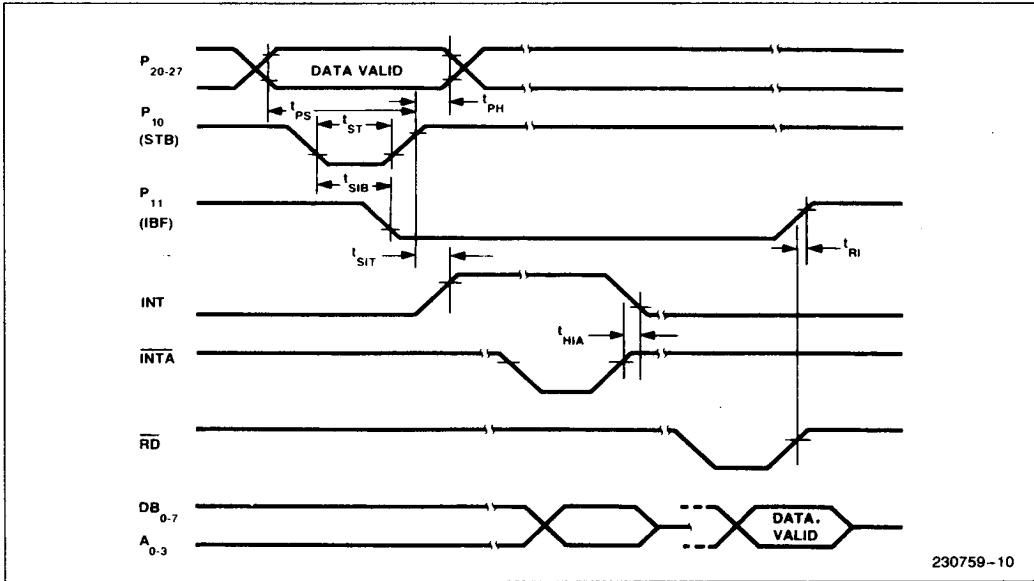 P20-27
DATA VALID
tPS
tPH
P10
(STB)
tST
tSIB
P11
(IBF)
tSIT
tRI
INT
tHIA
INTA
RD
DB0-7
A0-3
DATA.
VALID
230759-10